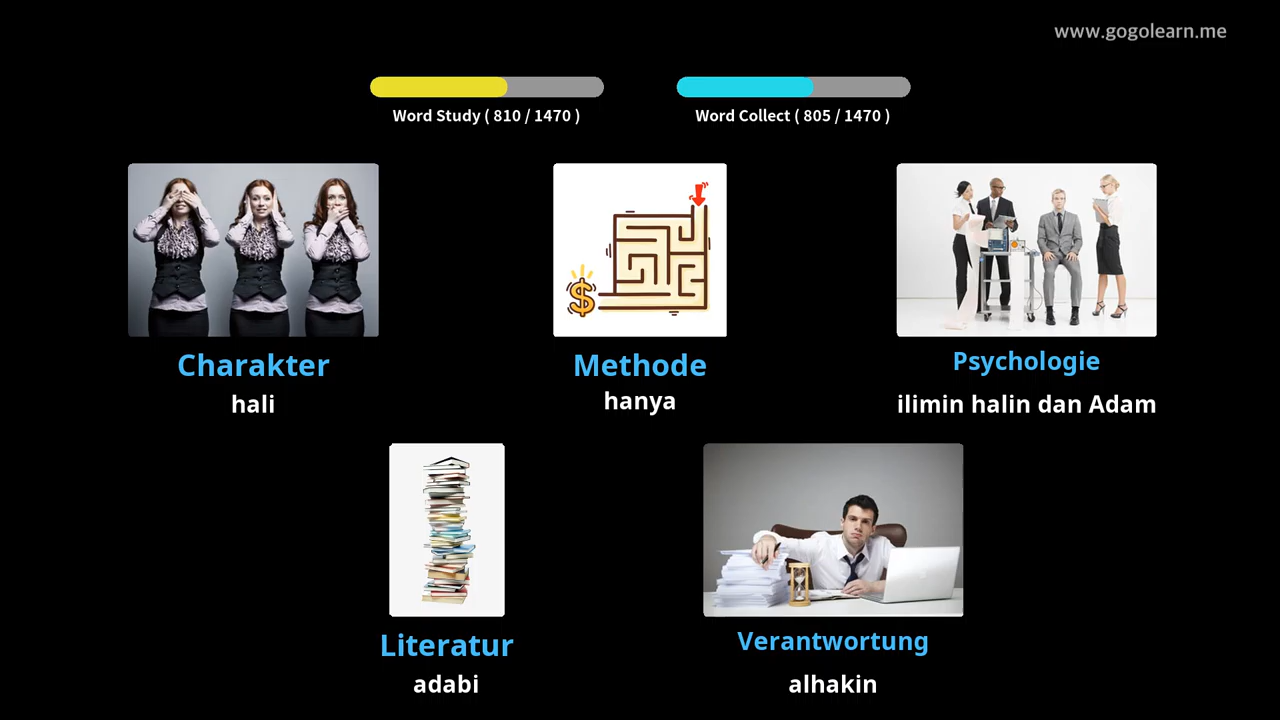 www.gogolearn.me
Word Study ( 810 / 1470 )
Word Collect ( 805 / 1470 )
Charakter
hali
Methode
hanya
Psychologie
ilimin halin dan Adam
$
Literatur
adabi
Verantwortung
alhakin